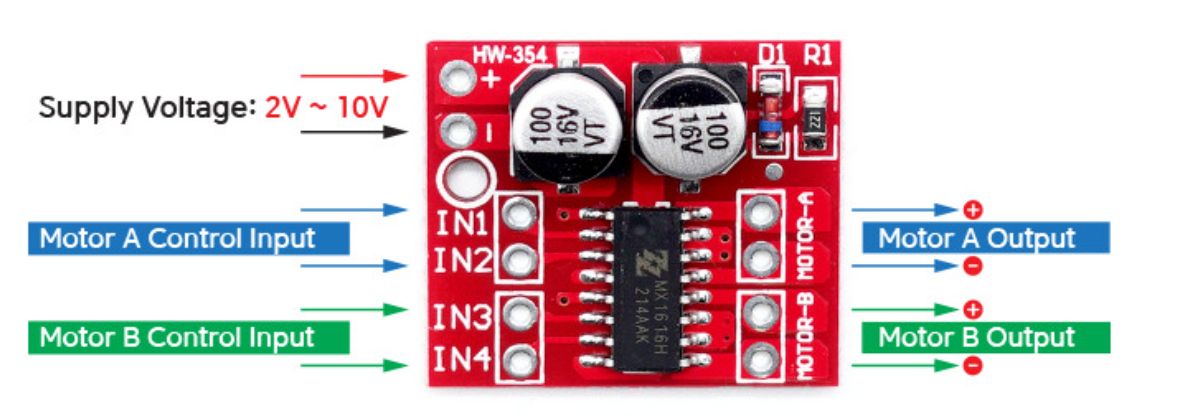 HW-354
D1 R1
+
Supply Voltage: 2V ~ 10V
-
100
16V
VT
100
16V
VT
221
IN1
Motor A Control Input
IN2
IN3
Motor B Control Input
IN4
MX1616H
214AAK
MOTOR-A
MOTOR-B
+
Motor A Output
-
+
Motor B Output
-